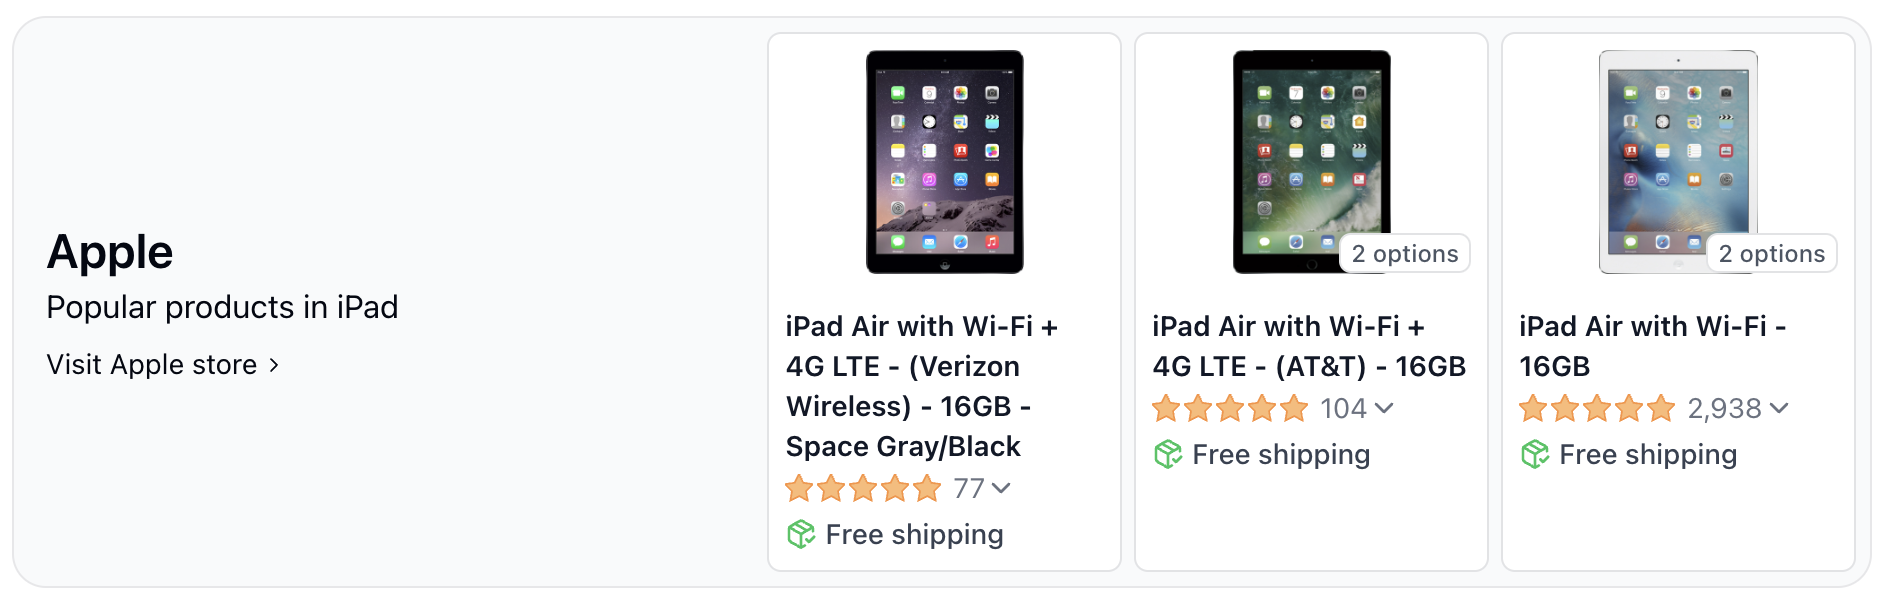 Apple
Popular products in iPad
Visit Apple store
iPad Air with Wi-Fi +
4G LTE - (Verizon
Wireless) - 16GB -
Space Gray/Black
77
Free shipping
2 options
iPad Air with Wi-Fi +
4G LTE - (AT&T) - 16GB
104
Free shipping
2 options
iPad Air with Wi-Fi -
16GB
2,938
Free shipping